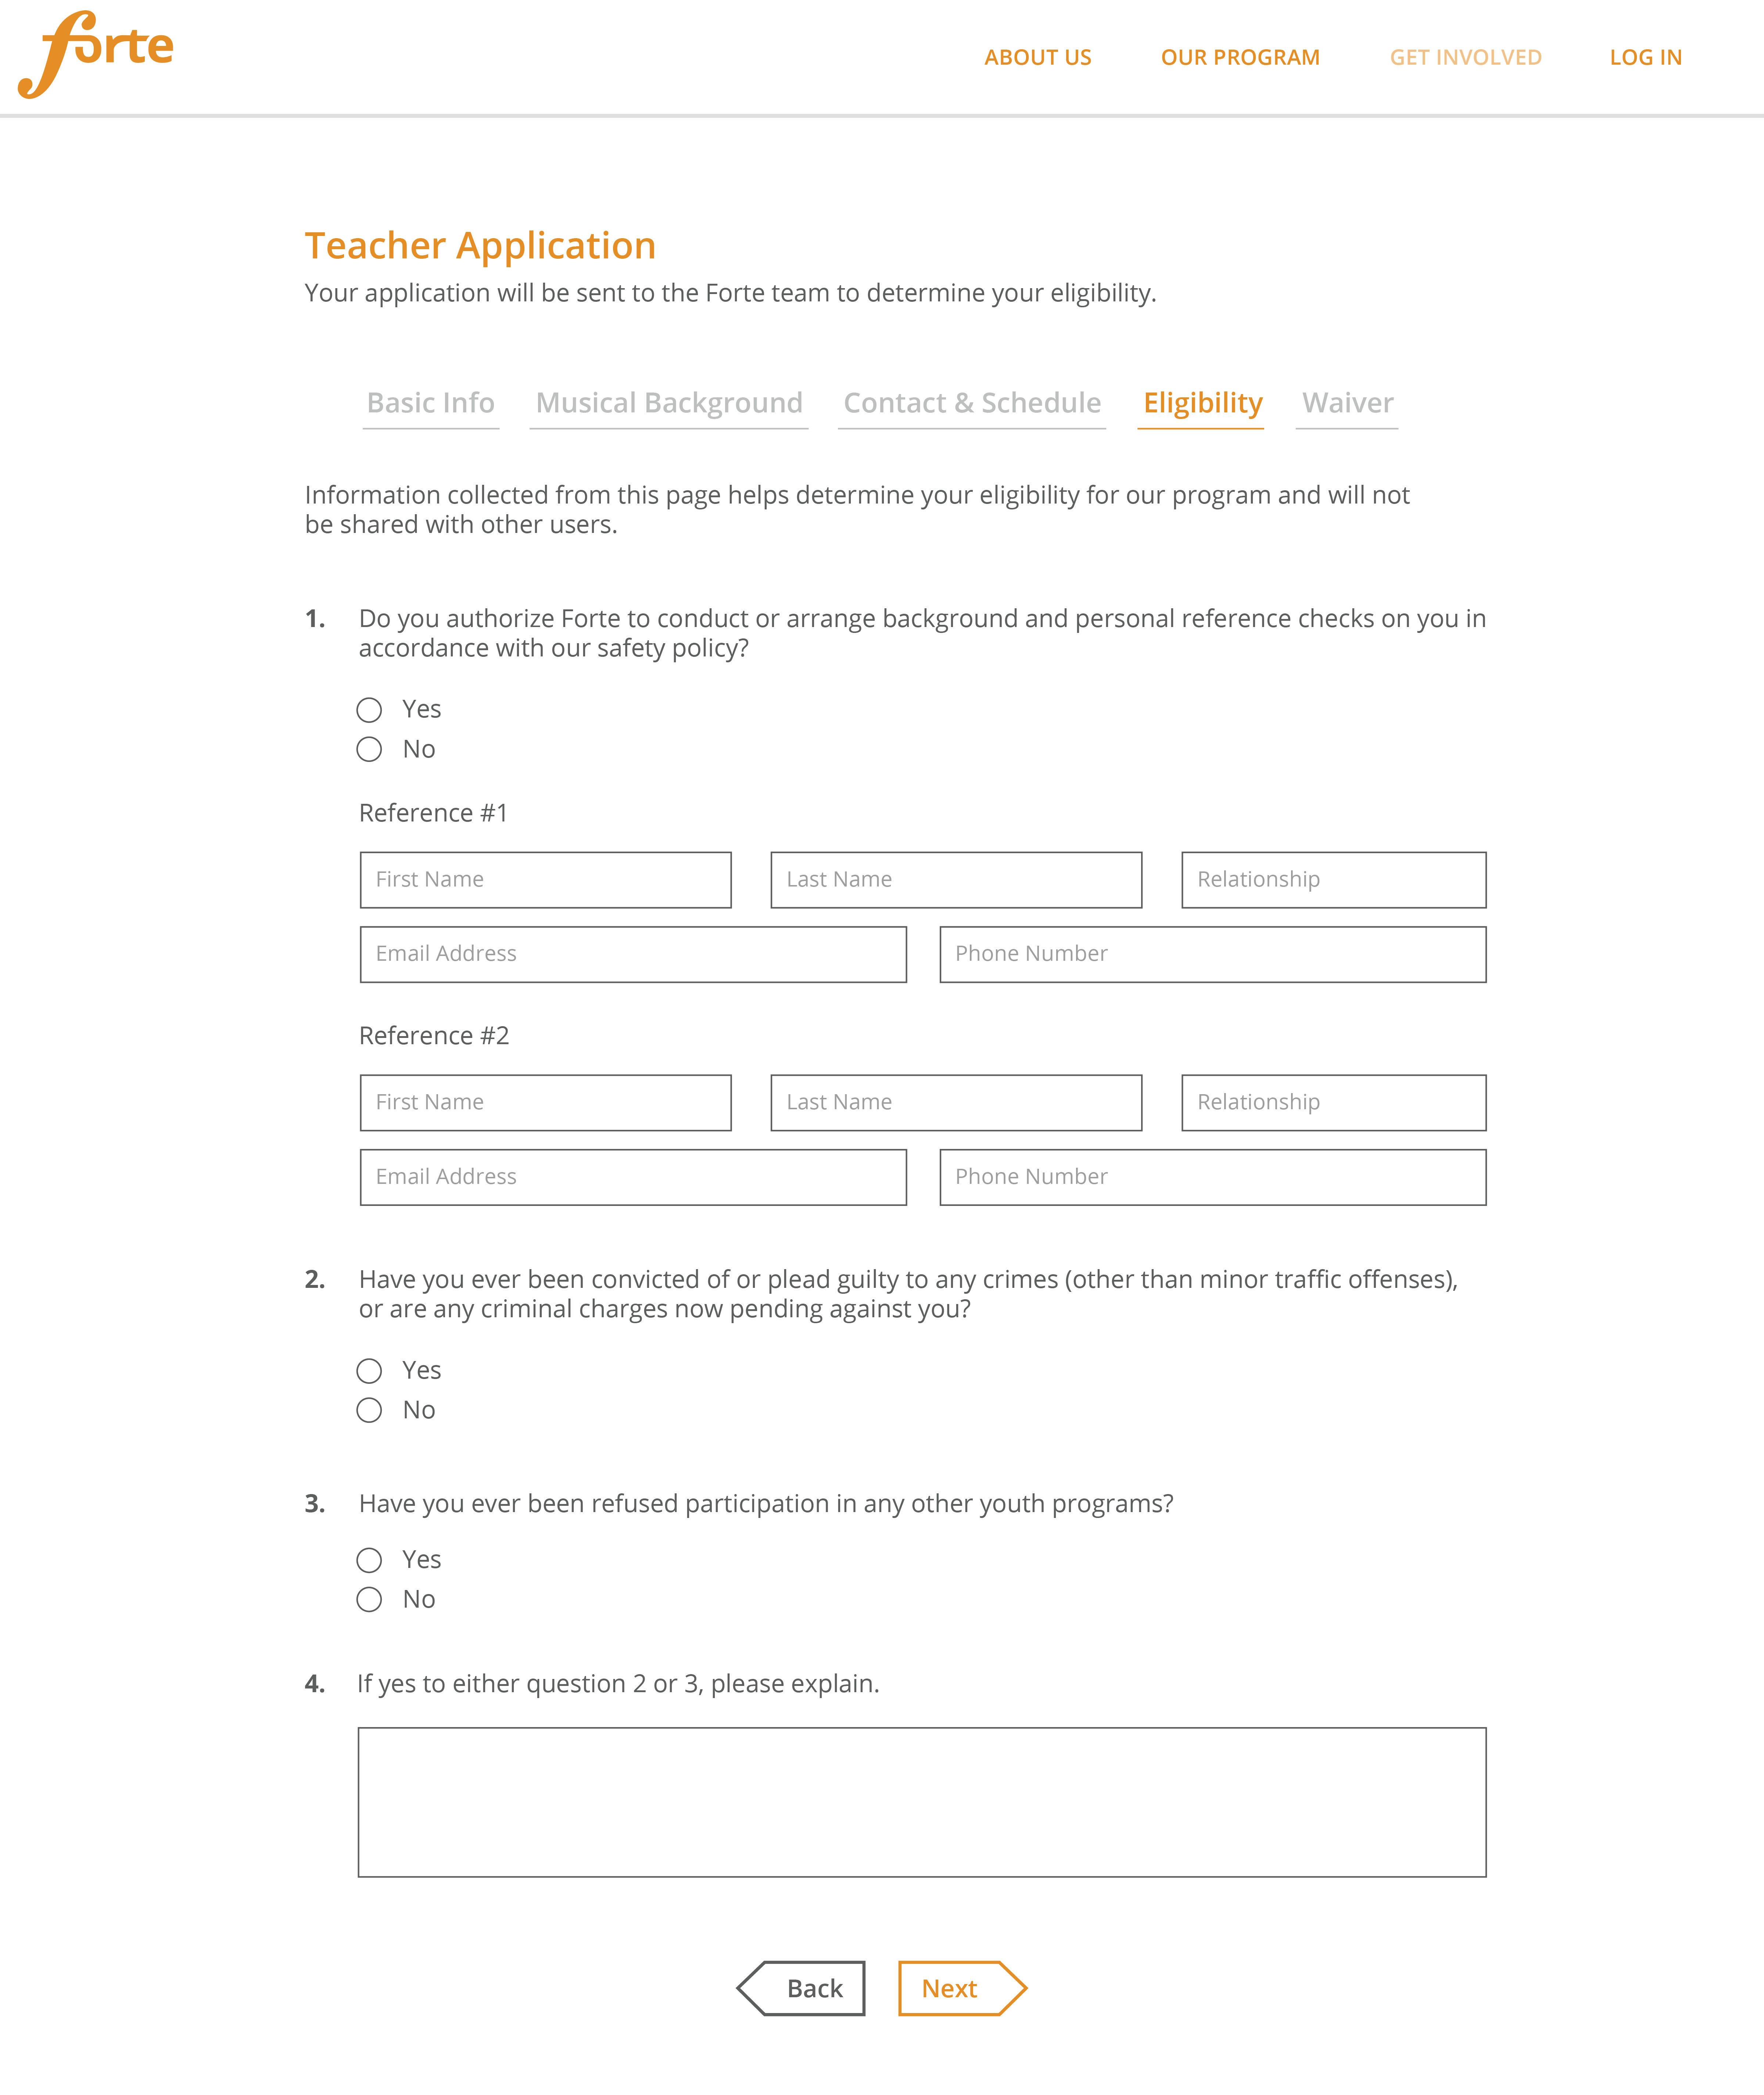 forte
ABOUT US OUR PROGRAM GET INVOLVED LOG IN
Teacher Application
Your application will be sent to the Forte team to determine your eligibility.
Basic Info Musical Background Contact & Schedule Eligibility Waiver
Information collected from this page helps determine your eligibility for our program and will not
be shared with other users.
1. Do you authorize Forte to conduct or arrange background and personal reference checks on you in
accordance with our safety policy?
Yes
No
Reference #1
First Name Last Name Relationship
Email Address Phone Number
Reference #2
First Name Last Name Relationship
Email Address Phone Number
2. Have you ever been convicted of or plead guilty to any crimes (other than minor traffic offenses),
or are any criminal charges now pending against you?
Yes
No
3. Have you ever been refused participation in any other youth programs?
Yes
No
4. If yes to either question 2 or 3, please explain.
Back Next